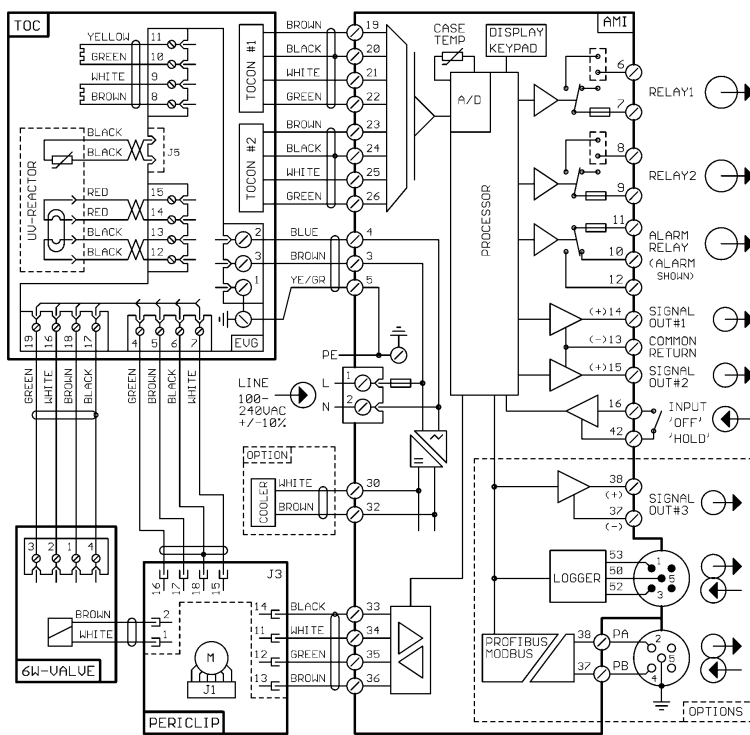 TOC
YELLOW 11
GREEN 10
WHITE 9
BROWN 8
UV-REACTOR
BLACK
BLACK
J5
RED 15
RED 14
BLACK 13
BLACK 12
TOCON #1
BROWN 19
BLACK 20
WHITE 21
GREEN 22
TOCON #2
BROWN 23
BLACK 24
WHITE 25
GREEN 26
2 BLUE 4
3 BROWN 3
1 YE/GR 5
EVG
19 16 18 17
4 5 6 7
GREEN WHITE BROWN BLACK
GREEN BROWN BLACK WHITE
PE
LINE
100-
240VAC
+/-10%
L 1
N 2
OPTION
COOLER
WHITE 30
BROWN 32
3 2 1 4
BROWN 2
WHITE 1
6W-VALVE
16 17 18 15
J3
M
J1
PERICLIP
14 BLACK 33
11 WHITE 34
12 GREEN 35
13 BROWN 36
AMI
CASE
TEMP
DISPLAY
KEYPAD
A/D
PROCESSOR
6
RELAY1
7
8
RELAY2
9
11
10
12
ALARM
RELAY
(ALARM
SHOWN)
(+)14 SIGNAL
OUT#1
(-)13 COMMON
RETURN
(+)15 SIGNAL
OUT#2
16 INPUT
'OFF'
42 'HOLD'
38
(+)
SIGNAL
OUT#3
37
(-)
LOGGER
53
50
52
1
5
3
PROFIBUS
MODBUS
38 PA
37 PB
2
5
4
OPTIONS